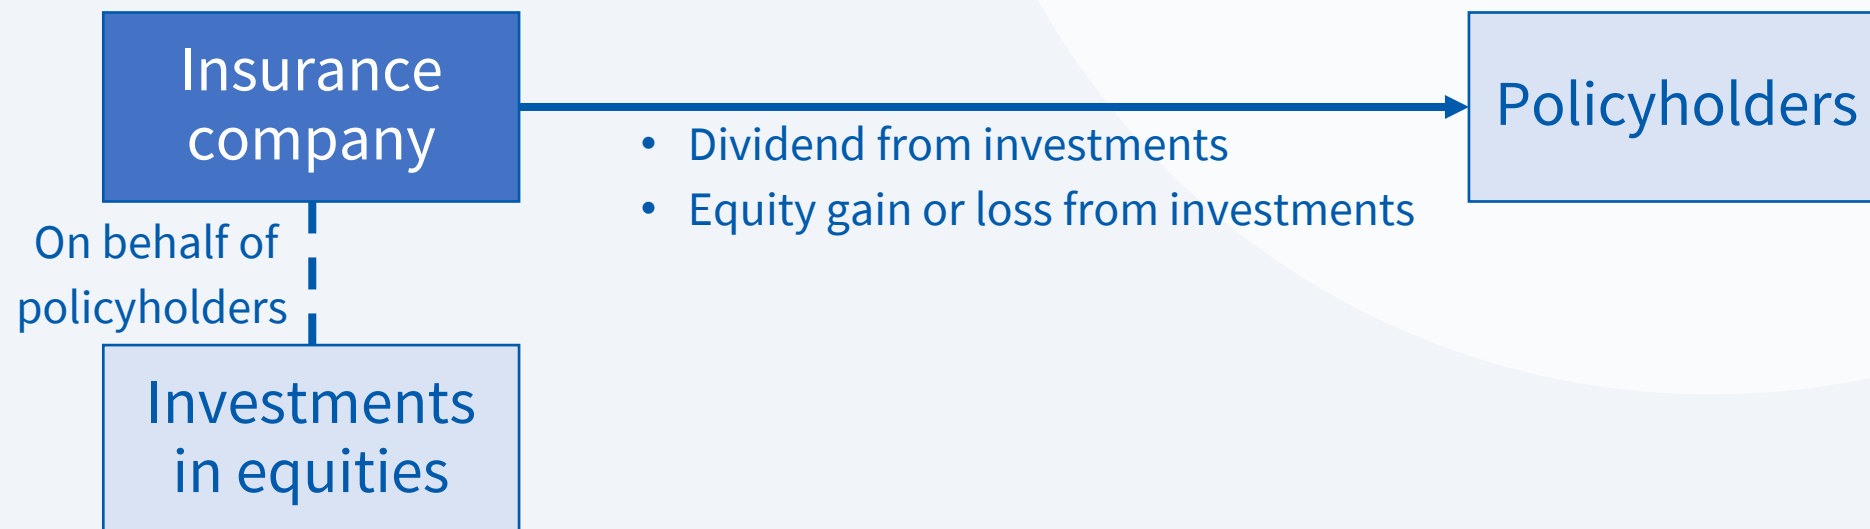 Insurance
company
Policyholders
• Dividend from investments
• Equity gain or loss from investments
On behalf of
policyholders
Investments
in equities